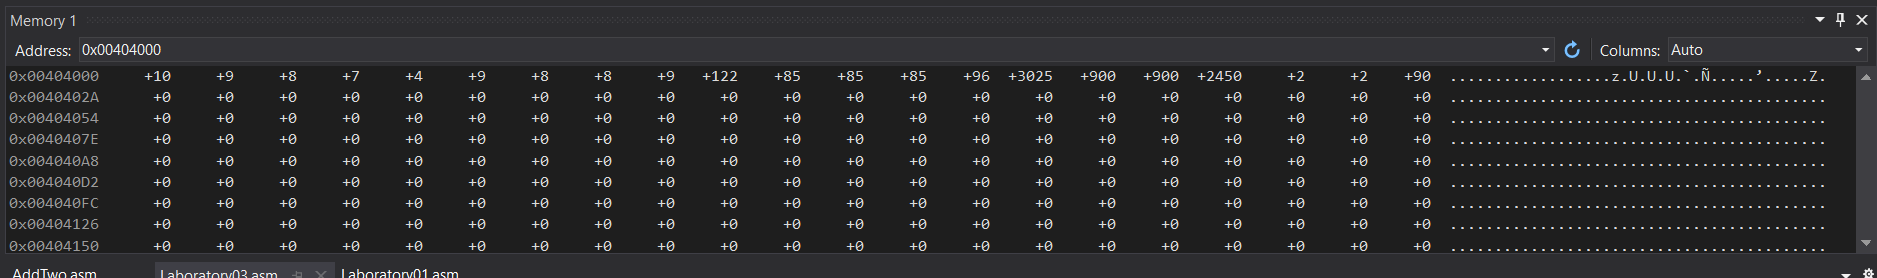 Memory 1
Address: 0x00404000 Columns: Auto
0x00404000 +10 +9 +8 +7 +4 +9 +8 +8 +9 +122 +85 +85 +85 +96 +3025 +900 +900 +2450 +2 +2 +90 ..................z.U.U.U.`.Ñ.....’.....Z.
0x0040402A +0 +0 +0 +0 +0 +0 +0 +0 +0 +0 +0 +0 +0 +0 +0 +0 +0 +0 +0 +0 +0 ..........................................
0x00404054 +0 +0 +0 +0 +0 +0 +0 +0 +0 +0 +0 +0 +0 +0 +0 +0 +0 +0 +0 +0 +0 ..........................................
0x0040407E +0 +0 +0 +0 +0 +0 +0 +0 +0 +0 +0 +0 +0 +0 +0 +0 +0 +0 +0 +0 +0 ..........................................
0x004040A8 +0 +0 +0 +0 +0 +0 +0 +0 +0 +0 +0 +0 +0 +0 +0 +0 +0 +0 +0 +0 +0 ..........................................
0x004040D2 +0 +0 +0 +0 +0 +0 +0 +0 +0 +0 +0 +0 +0 +0 +0 +0 +0 +0 +0 +0 +0 ..........................................
0x004040FC +0 +0 +0 +0 +0 +0 +0 +0 +0 +0 +0 +0 +0 +0 +0 +0 +0 +0 +0 +0 +0 ..........................................
0x00404126 +0 +0 +0 +0 +0 +0 +0 +0 +0 +0 +0 +0 +0 +0 +0 +0 +0 +0 +0 +0 +0 ..........................................
0x00404150 +0 +0 +0 +0 +0 +0 +0 +0 +0 +0 +0 +0 +0 +0 +0 +0 +0 +0 +0 +0 +0 ..........................................
AddTwo.asm Laboratory03.asm Laboratory01.asm